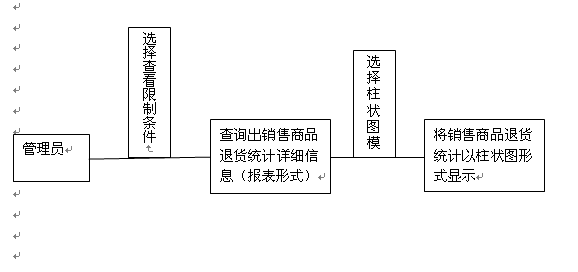 选
择
查
看
限
制
条
件
选
择
柱
状
图
模
管理员
查询出销售商品
退货统计详细信
息（报表形式）
将销售商品退货
统计以柱状图形
式显示